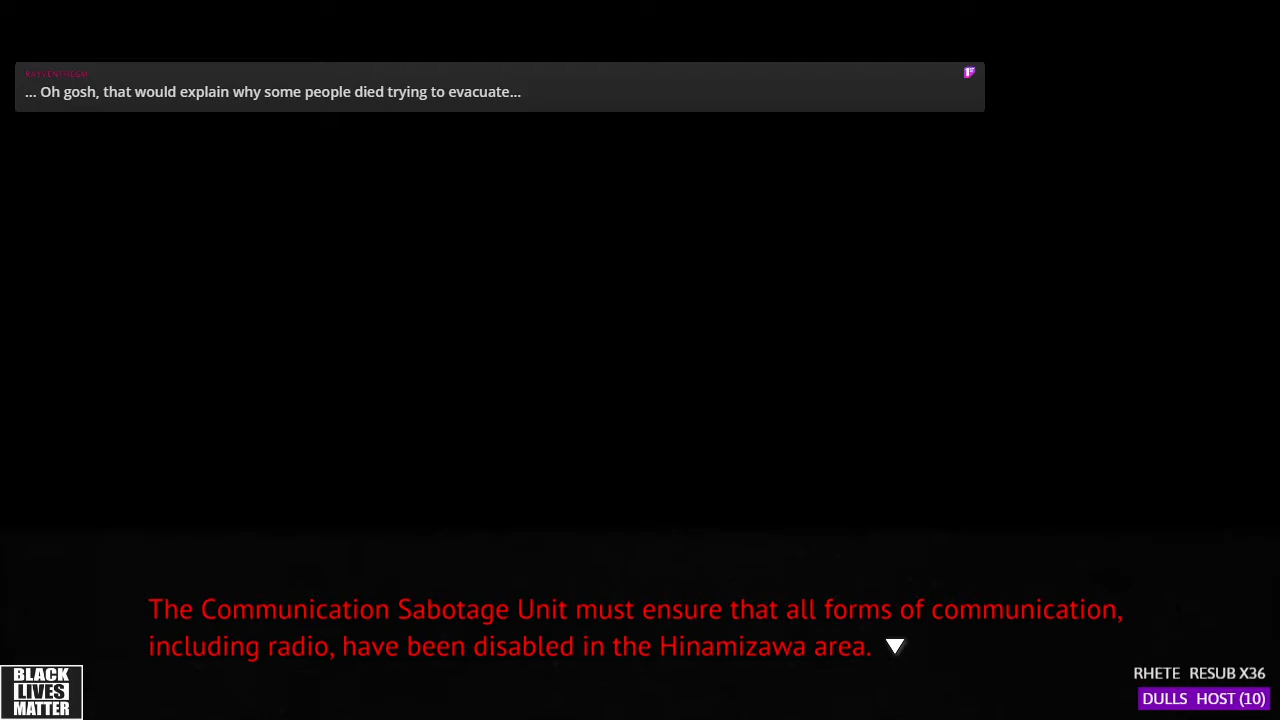 RAYVENTHEGM
... Oh gosh, that would explain why some people died trying to evacuate...
The Communication Sabotage Unit must ensure that all forms of communication,
including radio, have been disabled in the Hinamizawa area.
BLACK
LIVES
MATTER
RHETE RESUB X36
DULLS HOST (10)